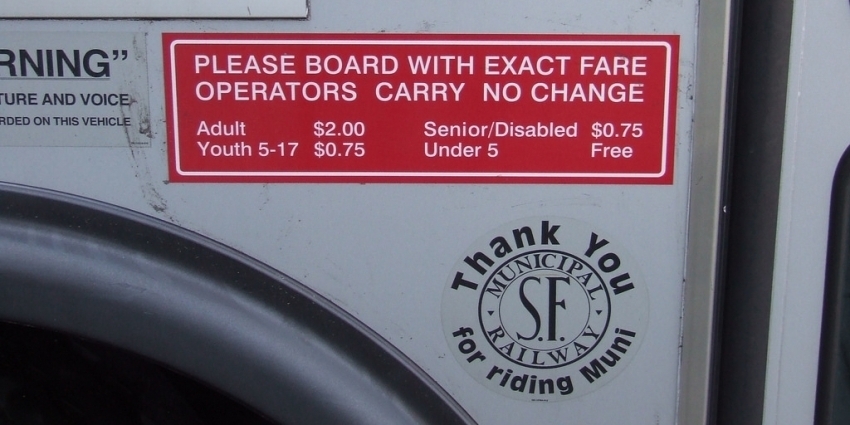 RNING”
TURE AND VOICE
RDED ON THIS VEHICLE
PLEASE BOARD WITH EXACT FARE
OPERATORS CARRY NO CHANGE
Adult $2.00 Senior/Disabled $0.75
Youth 5-17 $0.75 Under 5 Free
Thank You
MUNICIPAL
S.F.
RAILWAY
for riding Muni